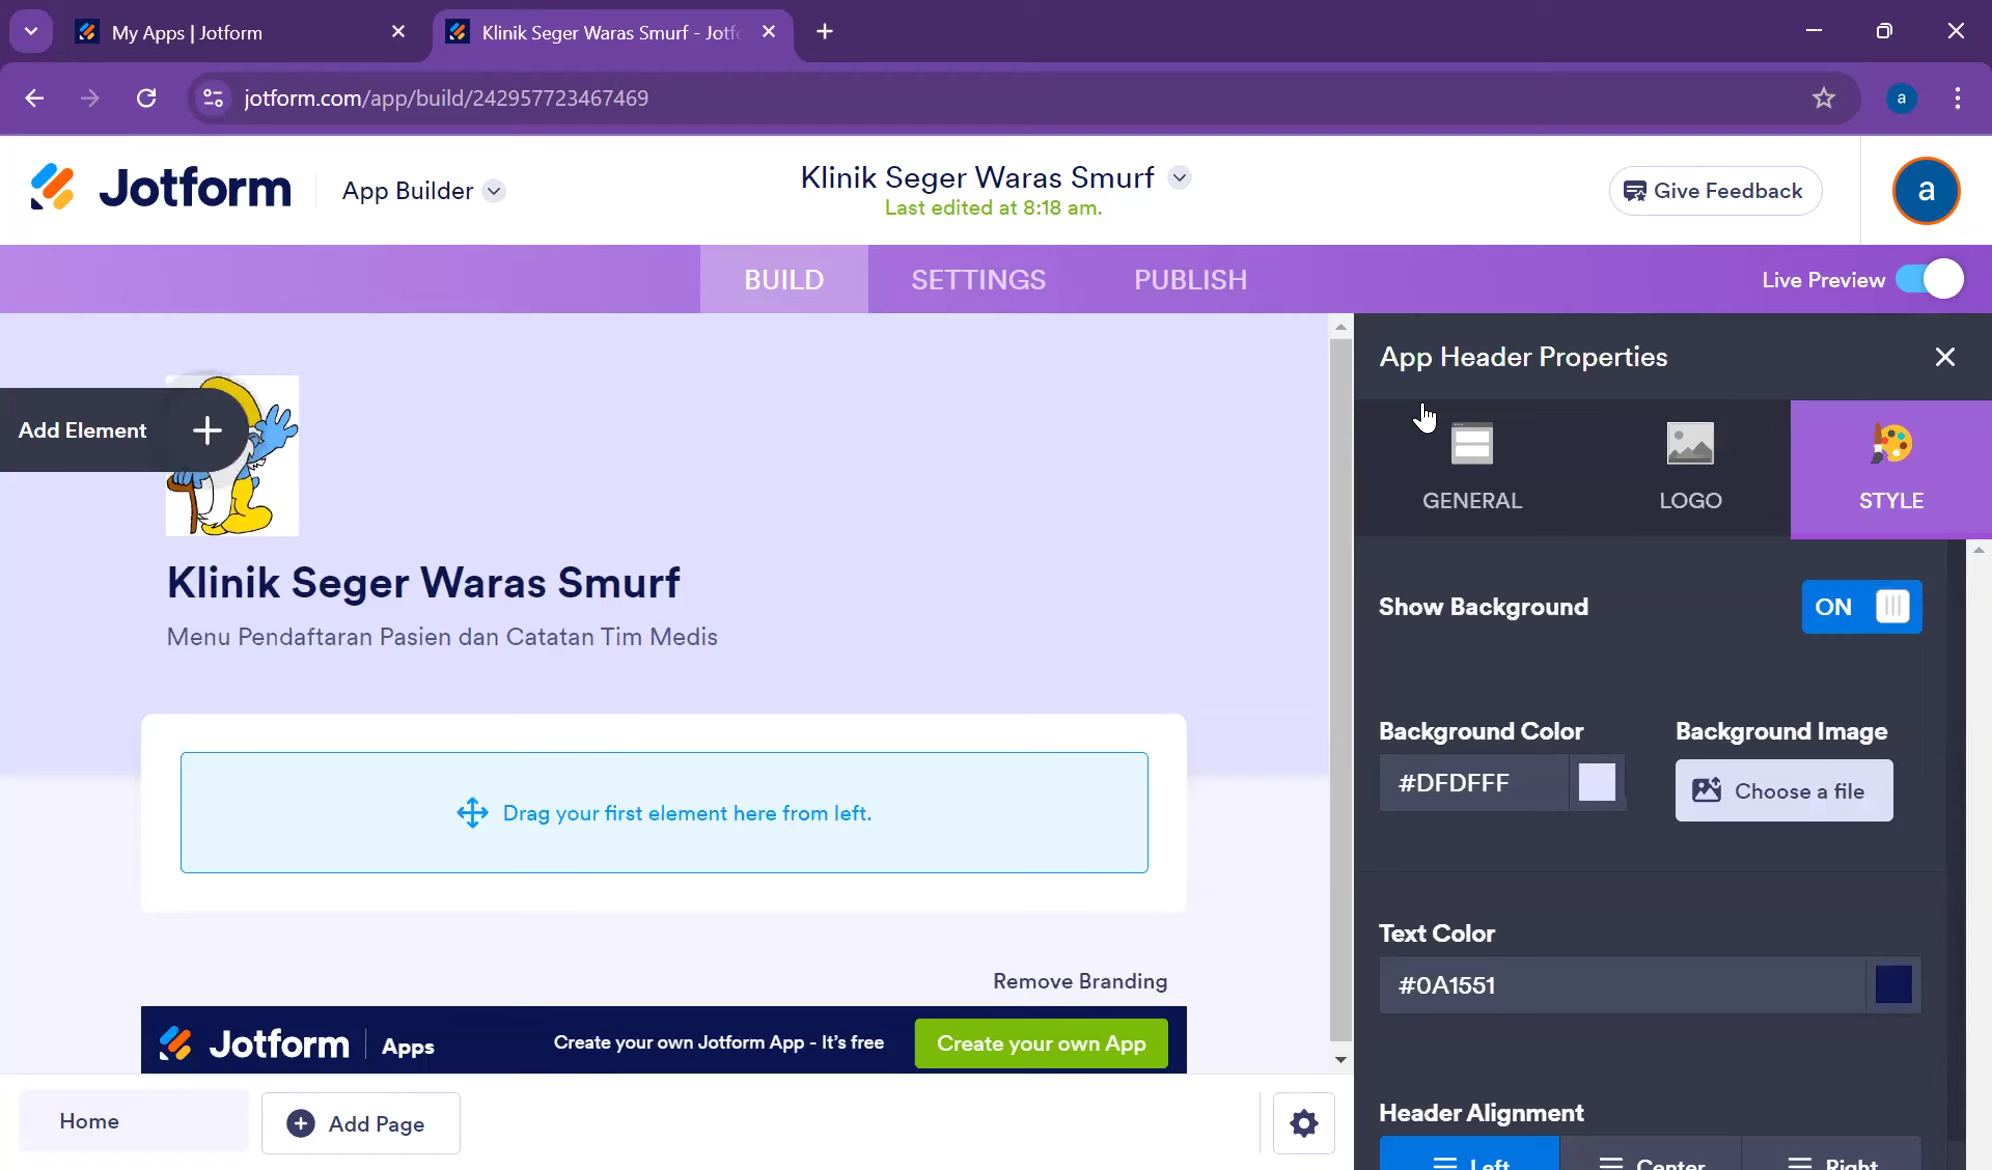 My Apps | Jotform
Klinik Seger Waras Smurf - Jotfo
jotform.com/app/build/242957723467469
a
Jotform
App Builder
Klinik Seger Waras Smurf
Last edited at 8:18 am.
Give Feedback
a
BUILD
SETTINGS
PUBLISH
Live Preview
Add Element
Klinik Seger Waras Smurf
Menu Pendaftaran Pasien dan Catatan Tim Medis
Drag your first element here from left.
Remove Branding
Jotform Apps
Create your own Jotform App - It's free
Create your own App
Home
Add Page
App Header Properties
GENERAL
LOGO
STYLE
Show Background
ON
Background Color
Background Image
#DFDFFF
Choose a file
Text Color
#0A1551
Header Alignment
Left
Center
Right